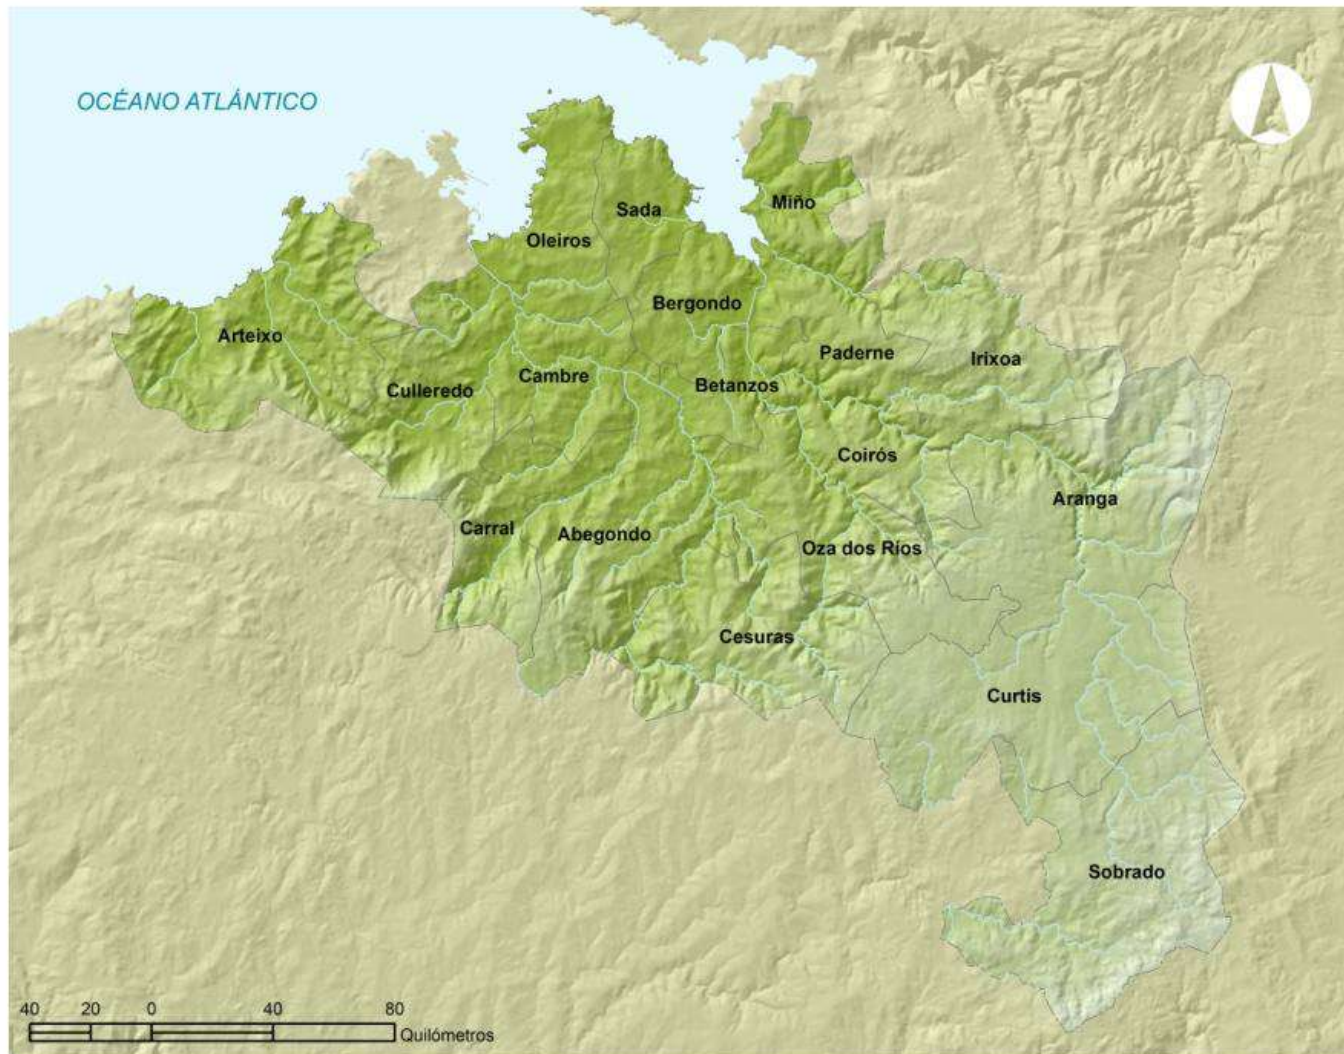 OCÉANO ATLÁNTICO
Miño
Sada
Oleiros
Bergondo
Arteixo
Paderne
Irixoa
Cambre
Betanzos
Culleredo
Coirós
Aranga
Carral
Abegondo
Oza dos Ríos
Cesuras
Curtis
Sobrado
40 20 0 40 80
Quilómetros